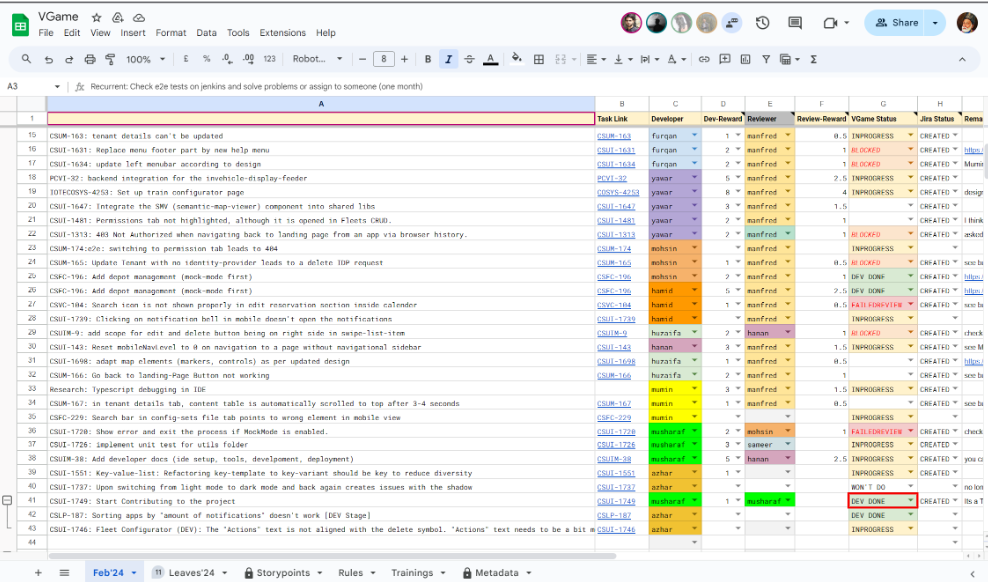 VGame
File Edit View Insert Format Data Tools Extensions Help
Share
100% £ % .0 .00 123 Robot... − 8 + B I
A3 fx Recurrent: Check e2e tests on jenkins and solve problems or assign to someone (one month)
A B C D E F G H
1 Task Link Developer Dev-Reward Reviewer Review-Reward VGame Status Jira Status Rema
15 CSUM-163: tenant details can't be updated CSUM-163 furqan 1 manfred 0.5 INPROGRESS CREATED
16 CSUI-1631: Replace menu footer part by new help menu CSUI-1631 furqan 2 manfred 1 BLOCKED CREATED https:
17 CSUI-1634: update left menubar according to design CSUI-1634 furqan 2 manfred 1 BLOCKED CREATED
18 PCVI-32: backend integration for the invehicle-display-feeder PCVI-32 yawar 5 manfred 2.5 INPROGRESS CREATED
19 IOTECOSYS-4253: Set up train configurator page COSYS-4253 yawar 8 manfred 4 INPROGRESS CREATED design
20 CSUI-1647: Integrate the SMV (semantic-map-viewer) component into shared libs CSUI-1647 yawar 3 manfred 1.5 CREATED
21 CSUI-1481: Permissions tab not highlighted, although it is opened in Fleets CRUD. CSUI-1481 yawar 2 manfred 1 CREATED I think
22 CSUI-1313: 403 Not Authorized when navigating back to landing page from an app via browser history. CSUI-1313 yawar 2 manfred 1 BLOCKED CREATED asked
23 CSUM-174:e2e: switching to permission tab leads to 404 CSUM-174 mohsin INPROGRESS CREATED
24 CSUM-165: Update Tenant with no identity-provider leads to a delete IDP request CSUM-165 mohsin 1 manfred 0.5 BLOCKED CREATED see b
25 CSFC-196: Add depot management (mock-mode first) CSFC-196 mohsin 2 manfred 1 DEV DONE CREATED https:
26 CSFC-196: Add depot management (mock-mode first) CSFC-196 hamid 5 manfred 2.5 DEV DONE CREATED https:
27 CSVC-104: Search icon is not shown properly in edit reservation section inside calender CSVC-104 hamid 1 manfred 0.5 FAILEDREVIEW CREATED see b
28 CSUI-1739: Clicking on notification bell in mobile doesn't open the notifications CSUI-1739 hamid INPROGRESS CREATED
29 CSUIM-9: add scope for edit and delete button being on right side in swipe-list-item CSUIM-9 huzaifa 2 hanan 1 BLOCKED CREATED check
30 CSUI-143: Reset mobileNavLevel to 0 on navigation to a page without navigational sidebar CSUI-143 hanan 3 manfred 1.5 INPROGRESS CREATED see M
31 CSUI-1698: adapt map elements (markers, controls) as per updated design CSUI-1698 huzaifa 1 manfred 0.5 CREATED https:
32 CSUM-166: Go back to landing-Page Button not working CSUM-166 huzaifa 2 manfred 1 CREATED see b
33 Research: Typescript debugging in IDE mumin 3 manfred 1.5 INPROGRESS CREATED
34 CSUM-167: in tenant details tab, content table is automatically scrolled to top after 3-4 seconds CSUM-167 mumin 1 manfred 0.5 CREATED see b
35 CSFC-229: Search bar in config-sets file tab points to wrong element in mobile view CSFC-229 mumin INPROGRESS CREATED
36 CSUI-1720: Show error and exit the process if MockMode is enabled. CSUI-1720 musharaf 2 mohsin 1 FAILEDREVIEW CREATED check
37 CSUI-1726: implement unit test for utils folder CSUI-1726 musharaf 3 sameer INPROGRESS CREATED
38 CSUIM-38: Add developer docs (ide setup, tools, develpoment, deployment) CSUIM-38 musharaf 5 hanan 2.5 INPROGRESS CREATED you c
39 CSUI-1551: Key-value-list: Refactoring key-template to key-variant should be key to reduce diversity CSUI-1551 azhar 1 INPROGRESS CREATED
40 CSUI-1737: Upon switching from light mode to dark mode and back again creates issues with the shadow CSUI-1737 azhar WON'T DO no lon
41 CSUI-1749: Start Contribution to the project CSUI-1749 musharaf 1 musharaf DEV DONE CREATED Its a T
42 CSLP-187: Sorting apps by "amount of notifications" doesn't work [DEV Stage] CSLP-187 azhar DEV DONE
43 CSUI-1746: Fleet Configurator (DEV): The "Actions" text is not aligned with the delete symbol. "Actions" text needs to be a bit m CSUI-1746 azhar INPROGRESS
44
+ Feb'24 11 Leaves'24 Storypoints Rules Trainings Metadata